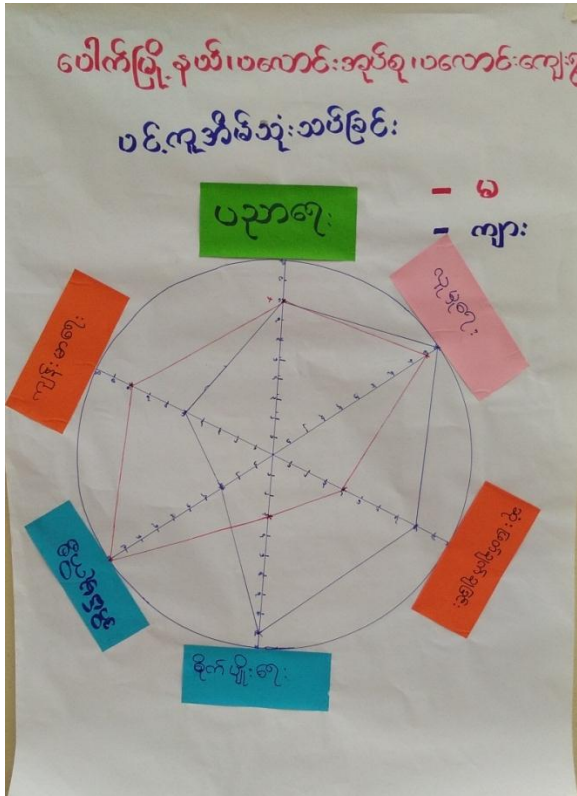 ပေါက်မြို့နယ်၊ပလောင်းအုပ်စု၊ပလောင်းကျေးရွ
ပင့်ကူအိမ်သုံးသပ်ခြင်း
- မ
- ကျား
ပညာရေး
လူမှုရေး
ကျန်းမာရေး
စိုက်ပျိုးရေး